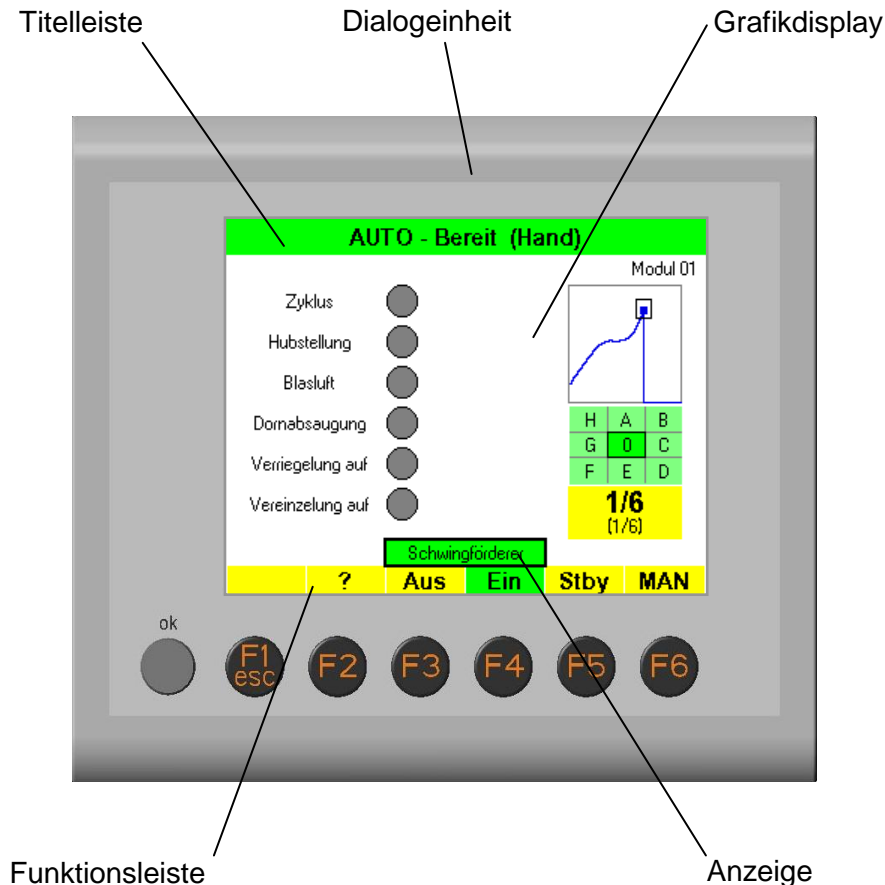 Titelleiste
Dialogeinheit
Grafikdisplay
AUTO - Bereit (Hand)
Modul 01
Zyklus
Hubstellung
Blasluft
Dornabsaugung
Verriegelung auf
Vereinzelung auf
H A B
G 0 C
F E D
1/6
(1/6)
Schwingförderer
? Aus Ein Stby MAN
ok
F1 esc F2 F3 F4 F5 F6
Funktionsleiste
Anzeige